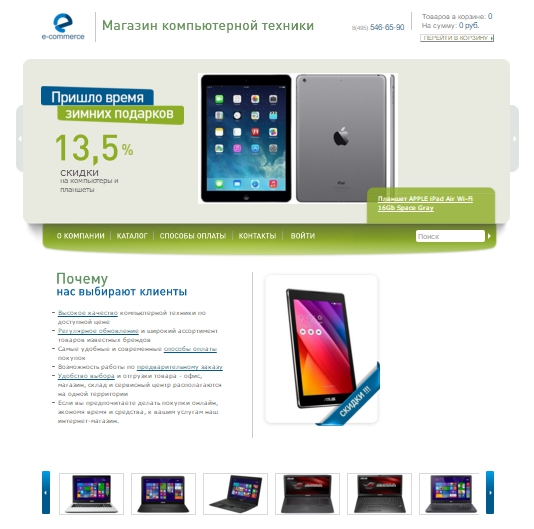 e-commerce
Магазин компьютерной техники
8(495) 546-65-90
Товаров в корзине: 0
На сумму: 0 руб.
ПЕРЕЙТИ В КОРЗИНУ
Пришло время
зимних подарков
13,5 %
скидки
на компьютеры и
планшеты
Планшет APPLE iPad Air Wi-Fi
16Gb Space Gray
О КОМПАНИИ
КАТАЛОГ
СПОСОБЫ ОПЛАТЫ
КОНТАКТЫ
ВОЙТИ
Поиск
Почему
нас выбирают клиенты
– Высокое качество компьютерной техники по
доступной цене
– Регулярное обновление и широкий ассортимент
товаров известных брендов
– Самые удобные и современные способы оплаты
покупок
– Возможность работы по предварительному заказу
– Удобство выбора и отгрузки товара - офис,
магазин, склад и сервисный центр располагаются
на одной территории
– Если вы предпочитаете делать покупки онлайн,
экономя время и средства, к вашим услугам наш
интернет-магазин.
ASUS
СКИДКИ !!!